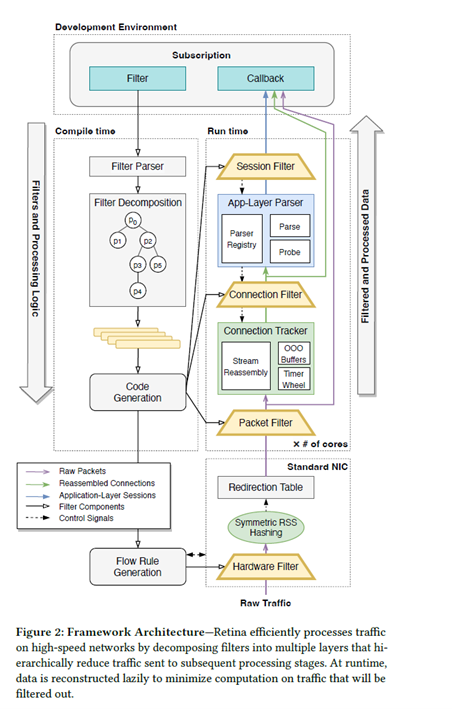 Development Environment
Subscription
Filter
Callback
Compile time
Run time
Filters and Processing Logic
Filtered and Processed Data
Filter Parser
Filter Decomposition
p0
p1
p2
p3
p5
p4
Code
Generation
Session Filter
App-Layer Parser
Parser
Registry
Parse
Probe
Connection Filter
Connection Tracker
Stream
Reassembly
OOO
Buffers
Timer
Wheel
Packet Filter
× # of cores
Raw Packets
Reassembled Connections
Application-Layer Sessions
Filter Components
Control Signals
Standard NIC
Redirection Table
Symmetric RSS
Hashing
Flow Rule
Generation
Hardware Filter
Raw Traffic
Figure 2: Framework Architecture—Retina efficiently processes traffic
on high-speed networks by decomposing filters into multiple layers that hi-
erarchically reduce traffic sent to subsequent processing stages. At runtime,
data is reconstructed lazily to minimize computation on traffic that will be
filtered out.